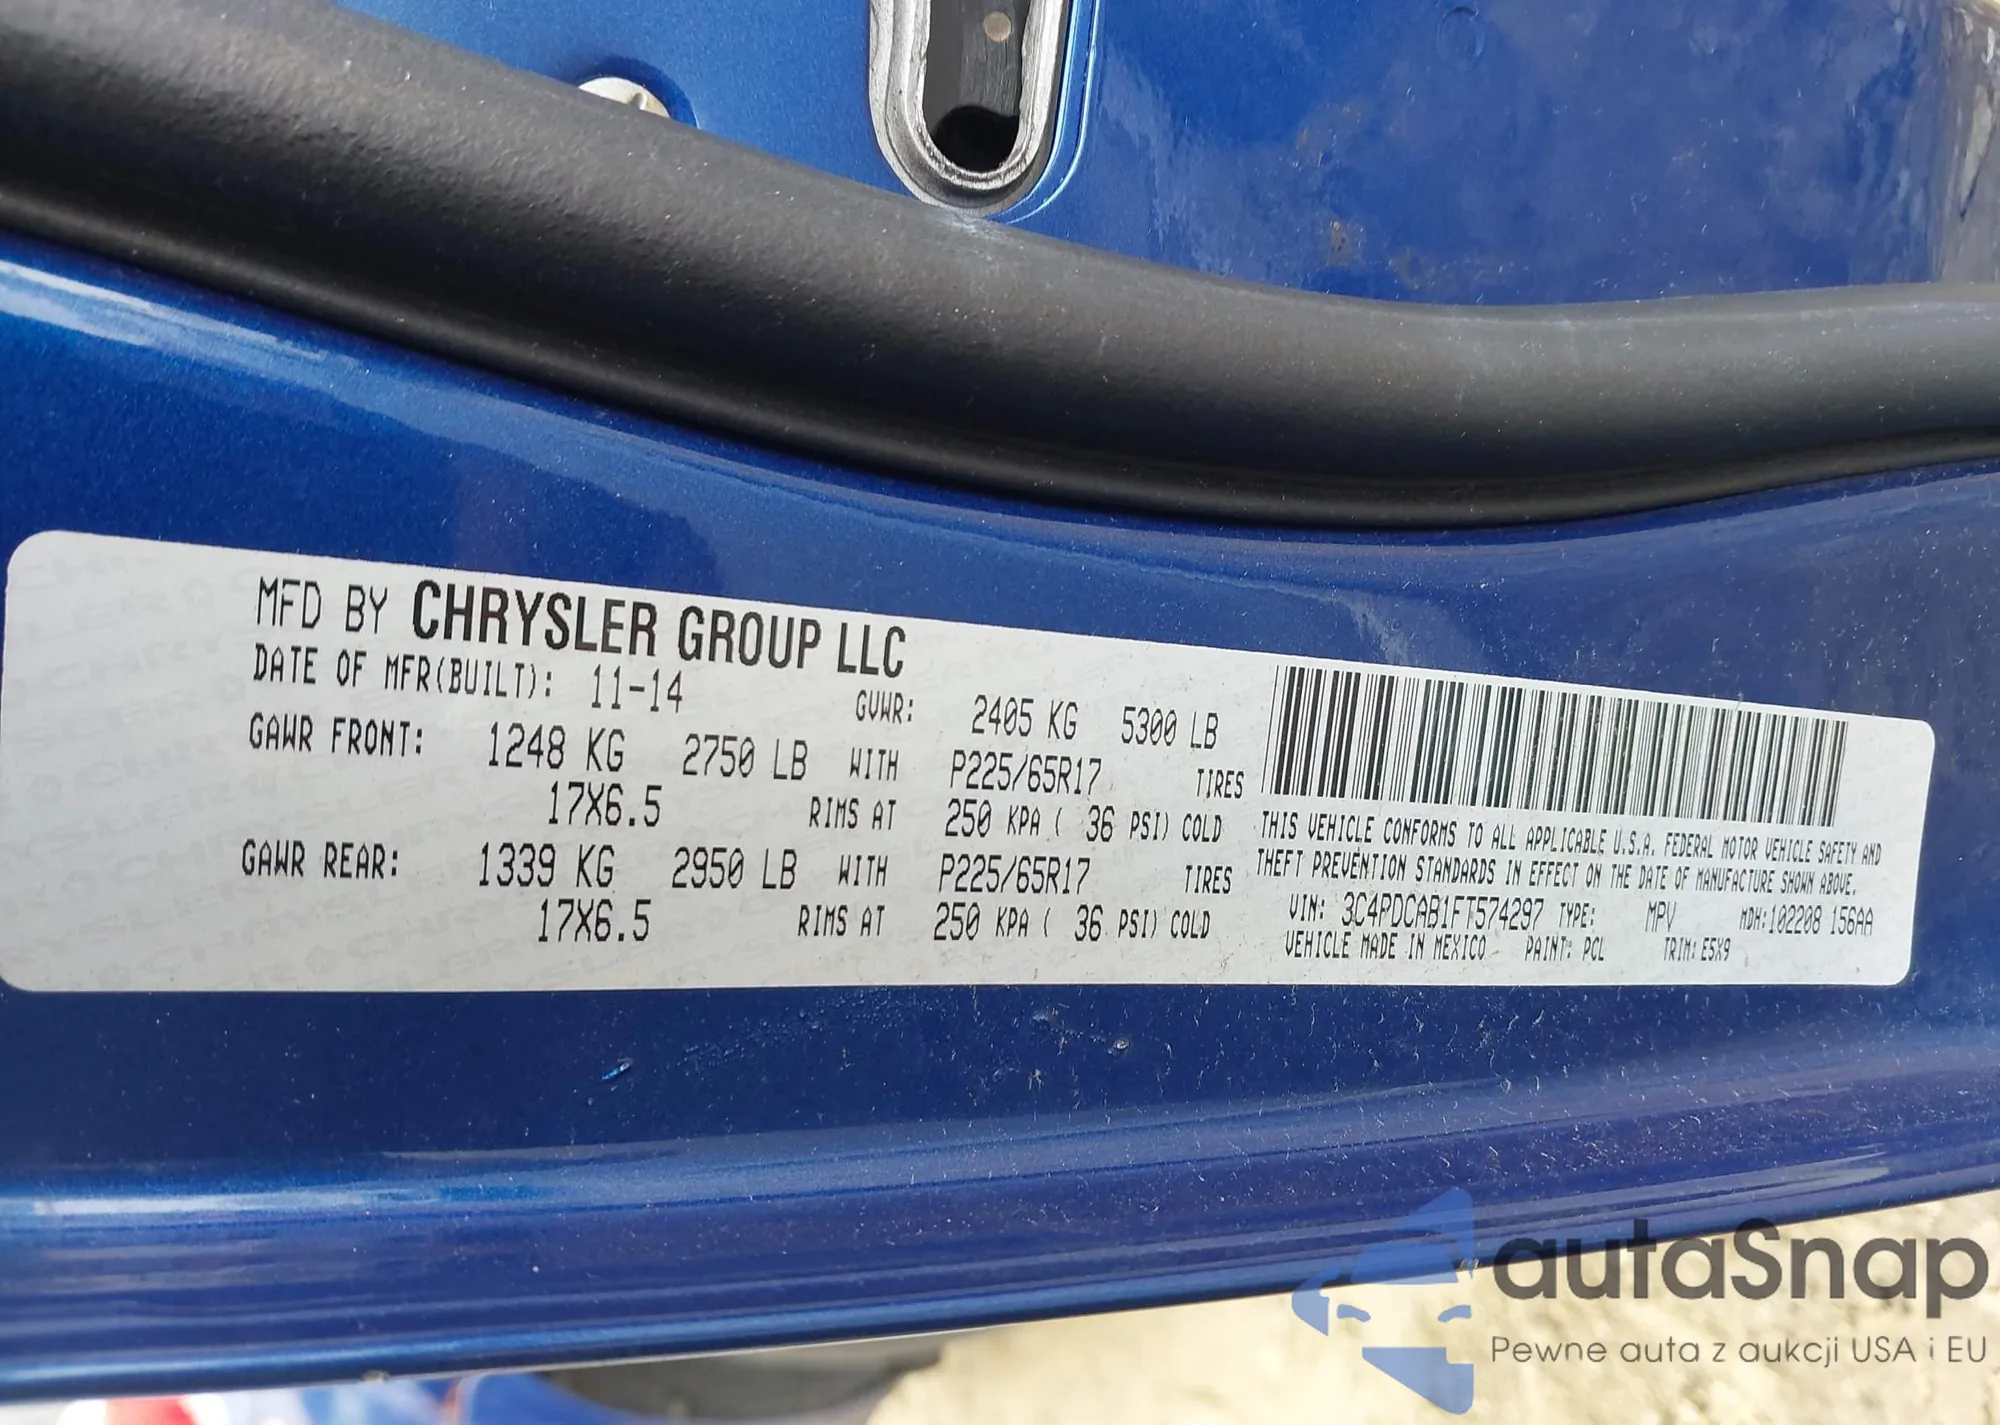 MFD BY CHRYSLER GROUP LLC
DATE OF MFR(BUILT): 11-14 GVWR: 2405 KG 5300 LB
GAWR FRONT: 1248 KG 2750 LB WITH P225/65R17 TIRES
17X6.5 RIMS AT 250 KPA ( 36 PSI) COLD
GAWR REAR: 1339 KG 2950 LB WITH P225/65R17 TIRES
17X6.5 RIMS AT 250 KPA ( 36 PSI) COLD
THIS VEHICLE CONFORMS TO ALL APPLICABLE U.S.A. FEDERAL MOTOR VEHICLE SAFETY AND
THEFT PREVENTION STANDARDS IN EFFECT ON THE DATE OF MANUFACTURE SHOWN ABOVE.
VIN: 3C4PDCAB1FT574297 TYPE: MPV MDH:102208 156AA
VEHICLE MADE IN MEXICO PAINT: PCL TRIM: E5X9
autaSnap
Pewne auta z aukcji USA i EU